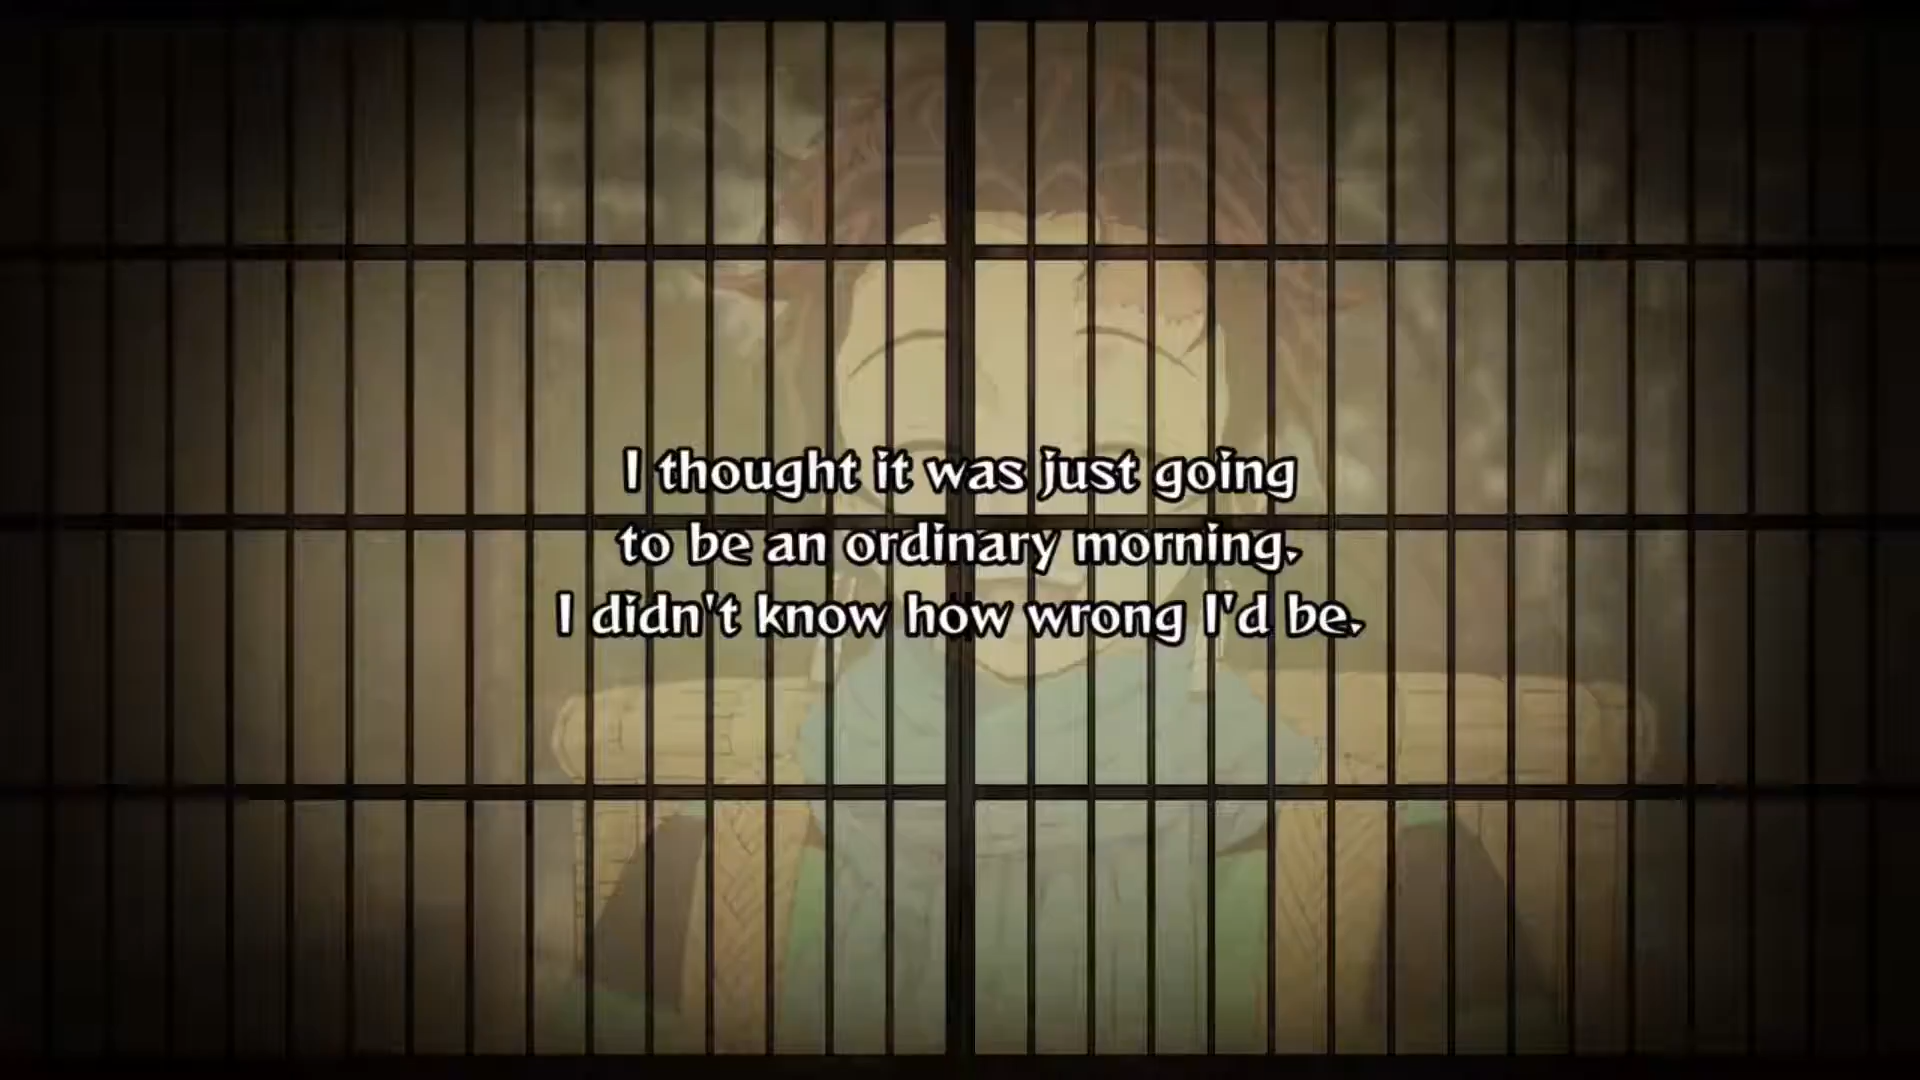 I thought it was just going
to be an ordinary morning.
I didn't know how wrong I'd be.